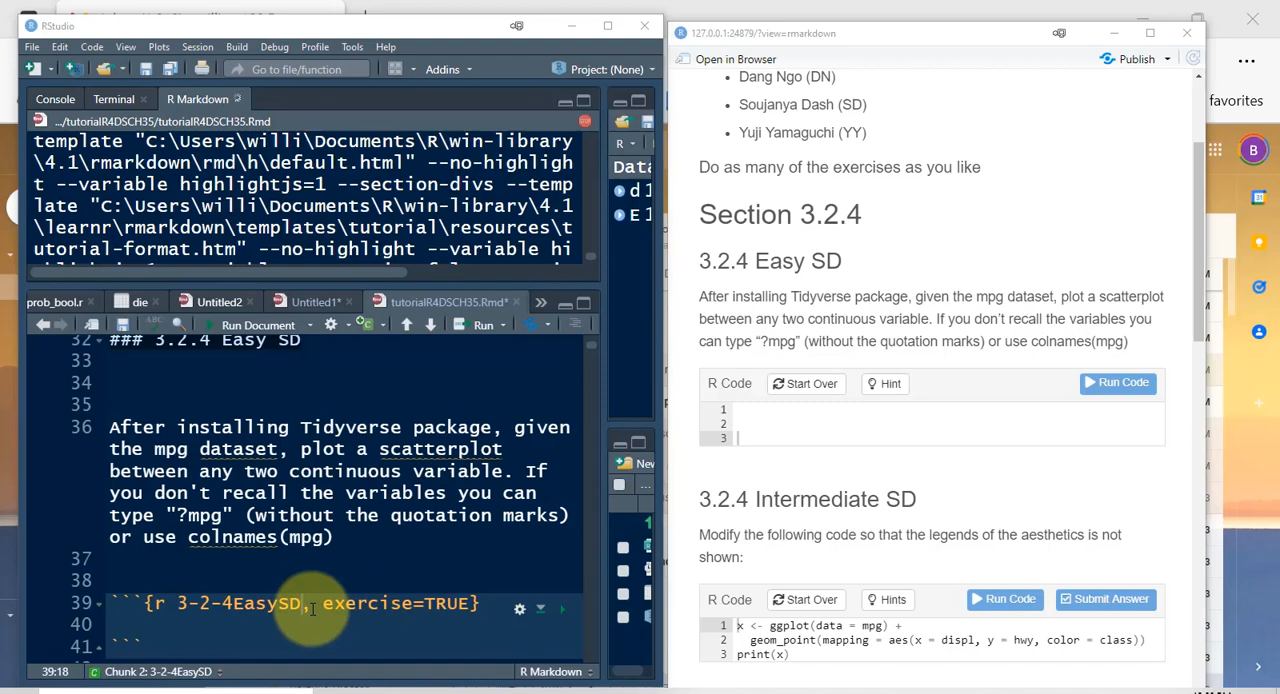 RStudio
File Edit Code View Plots Session Build Debug Profile Tools Help
Go to file/function
Addins
Project: (None)
Console Terminal R Markdown
.../tutorialR4DSCH35/tutorialR4DSCH35.Rmd
template "C:\Users\willi\Documents\R\win-library
\4.1\rmarkdown\rmd\h\default.html" --no-highligh
t --variable highlightjs=1 --section-divs --temp
late "C:\Users\willi\Documents\R\win-library\4.1
\learnr\rmarkdown\templates\tutorial\resources\t
utorial-format.htm" --no-highlight --variable hi
R
Data
d 1
E 1
prob_bool.r die Untitled2 Untitled1* tutorialR4DSCH35.Rmd*
Run Document Run
32 ### 3.2.4 Easy SD
33
34
35
36 After installing Tidyverse package, given
the mpg dataset, plot a scatterplot
between any two continuous variable. If
you don't recall the variables you can
type "?mpg" (without the quotation marks)
or use colnames(mpg)
37
38
39 ```{r 3-2-4EasySD, exercise=TRUE}
40
41 ```
39:18 Chunk 2: 3-2-4EasySD R Markdown
New
127.0.0.1:24879/?view=rmarkdown
Open in Browser Publish
Dang Ngo (DN)
Soujanya Dash (SD)
Yuji Yamaguchi (YY)
Do as many of the exercises as you like
Section 3.2.4
3.2.4 Easy SD
After installing Tidyverse package, given the mpg dataset, plot a scatterplot
between any two continuous variable. If you don’t recall the variables you
can type “?mpg” (without the quotation marks) or use colnames(mpg)
R Code Start Over Hint Run Code
1
2
3
3.2.4 Intermediate SD
Modify the following code so that the legends of the aesthetics is not
shown:
R Code Start Over Hints Run Code Submit Answer
1 x <- ggplot(data = mpg) +
2 geom_point(mapping = aes(x = displ, y = hwy, color = class))
3 print(x)
favorites
B